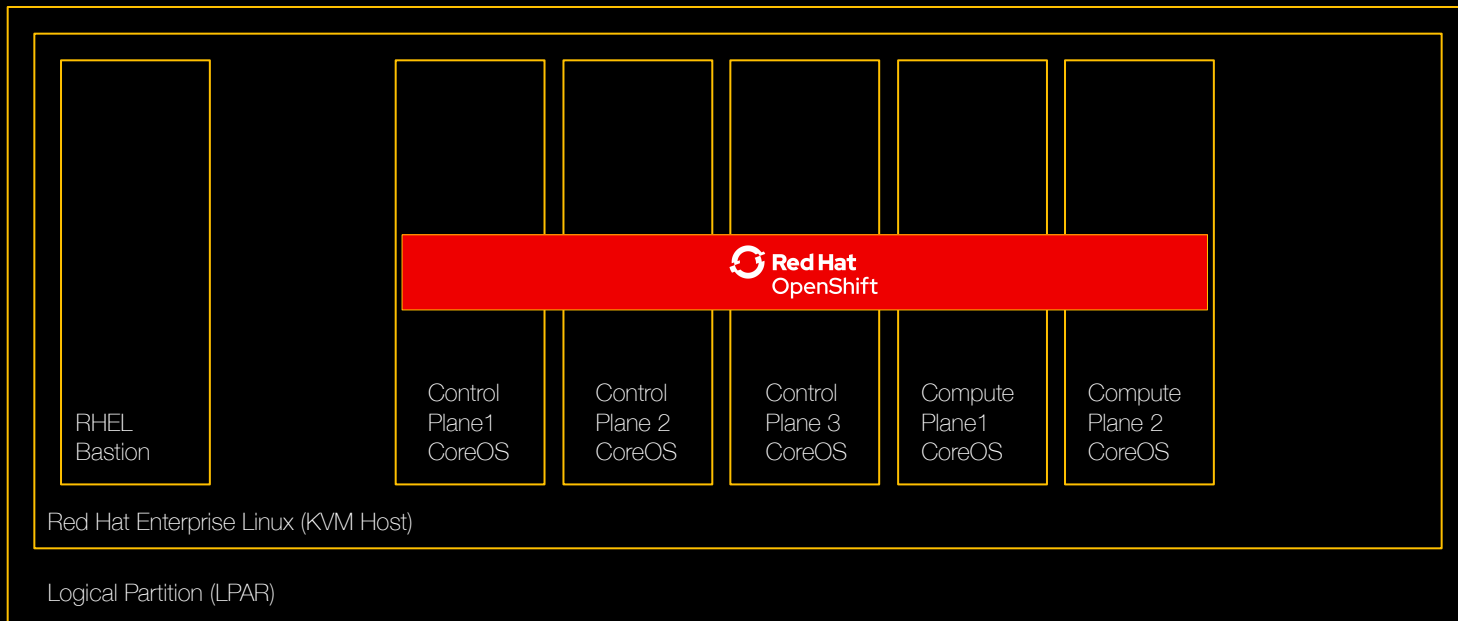 Red Hat
OpenShift
RHEL
Bastion
Control
Plane1
CoreOS
Control
Plane 2
CoreOS
Control
Plane 3
CoreOS
Compute
Plane1
CoreOS
Compute
Plane 2
CoreOS
Red Hat Enterprise Linux (KVM Host)
Logical Partition (LPAR)